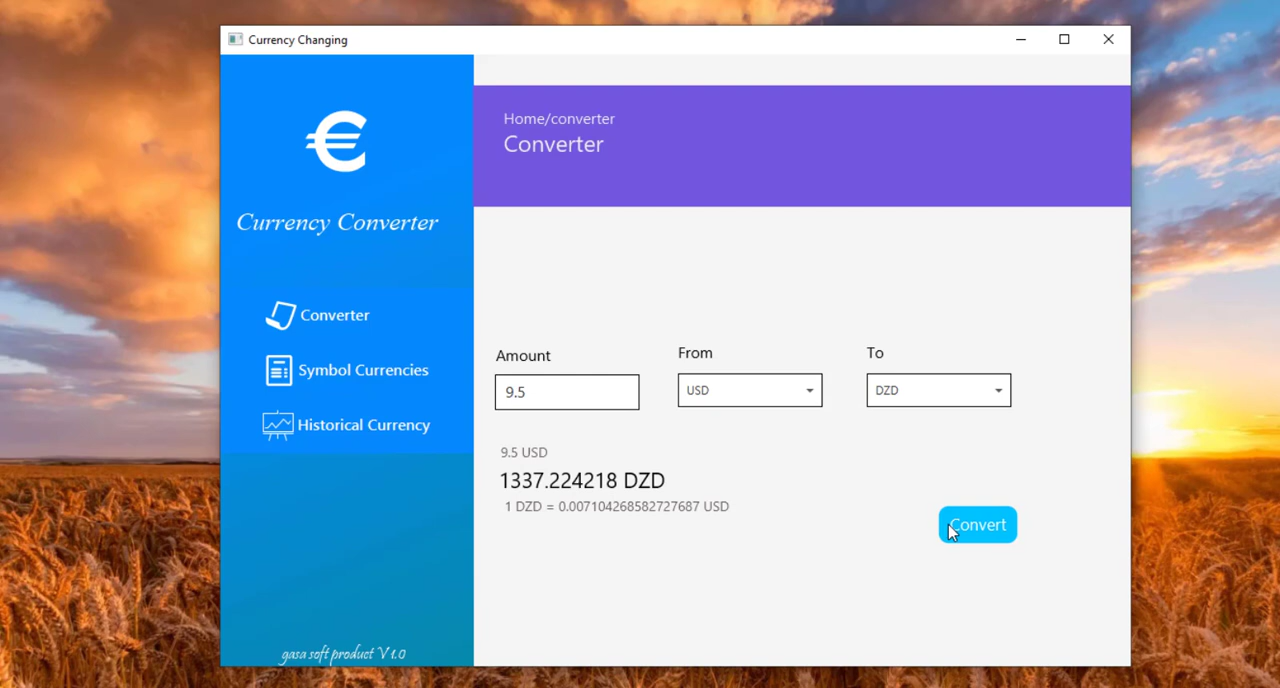 Currency Changing
€
Currency Converter
Converter
Symbol Currencies
Historical Currency
gasa soft product V 1.0
Home/converter
Converter
Amount
From
To
9.5
USD
DZD
9.5 USD
1337.224218 DZD
1 DZD = 0.007104268582727687 USD
Convert